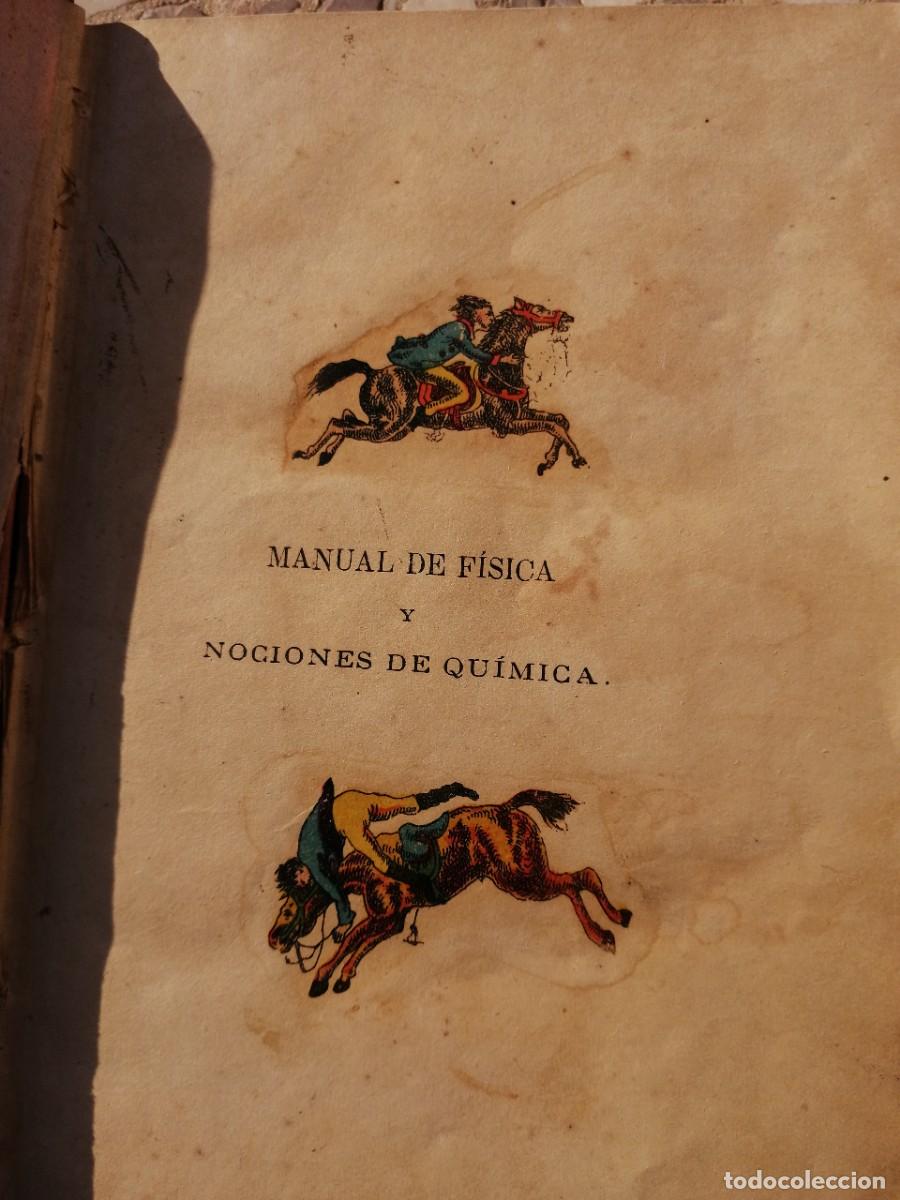 MANUAL DE FÍSICA
Y
NOCIONES DE QUÍMICA.
todocoleccion